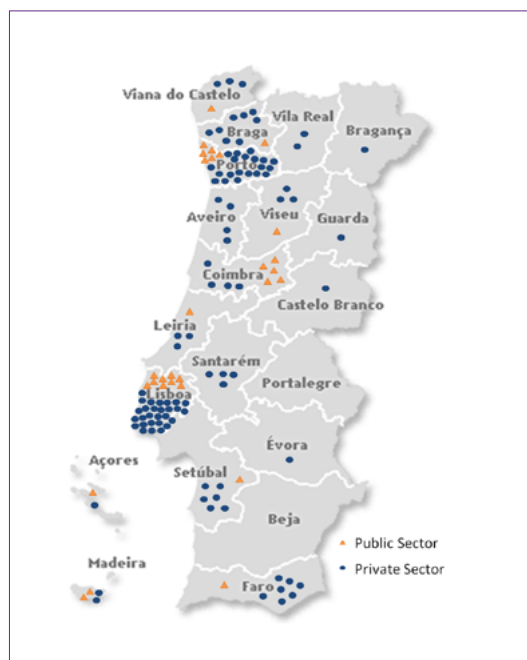 Viana do Castelo
Vila Real
Braga
Bragança
Porto
Aveiro
Viseu
Guarda
Coimbra
Castelo Branco
Leiria
Santarém
Portalegre
Lisboa
Évora
Açores
Setúbal
Beja
Public Sector
Madeira
Private Sector
Faro